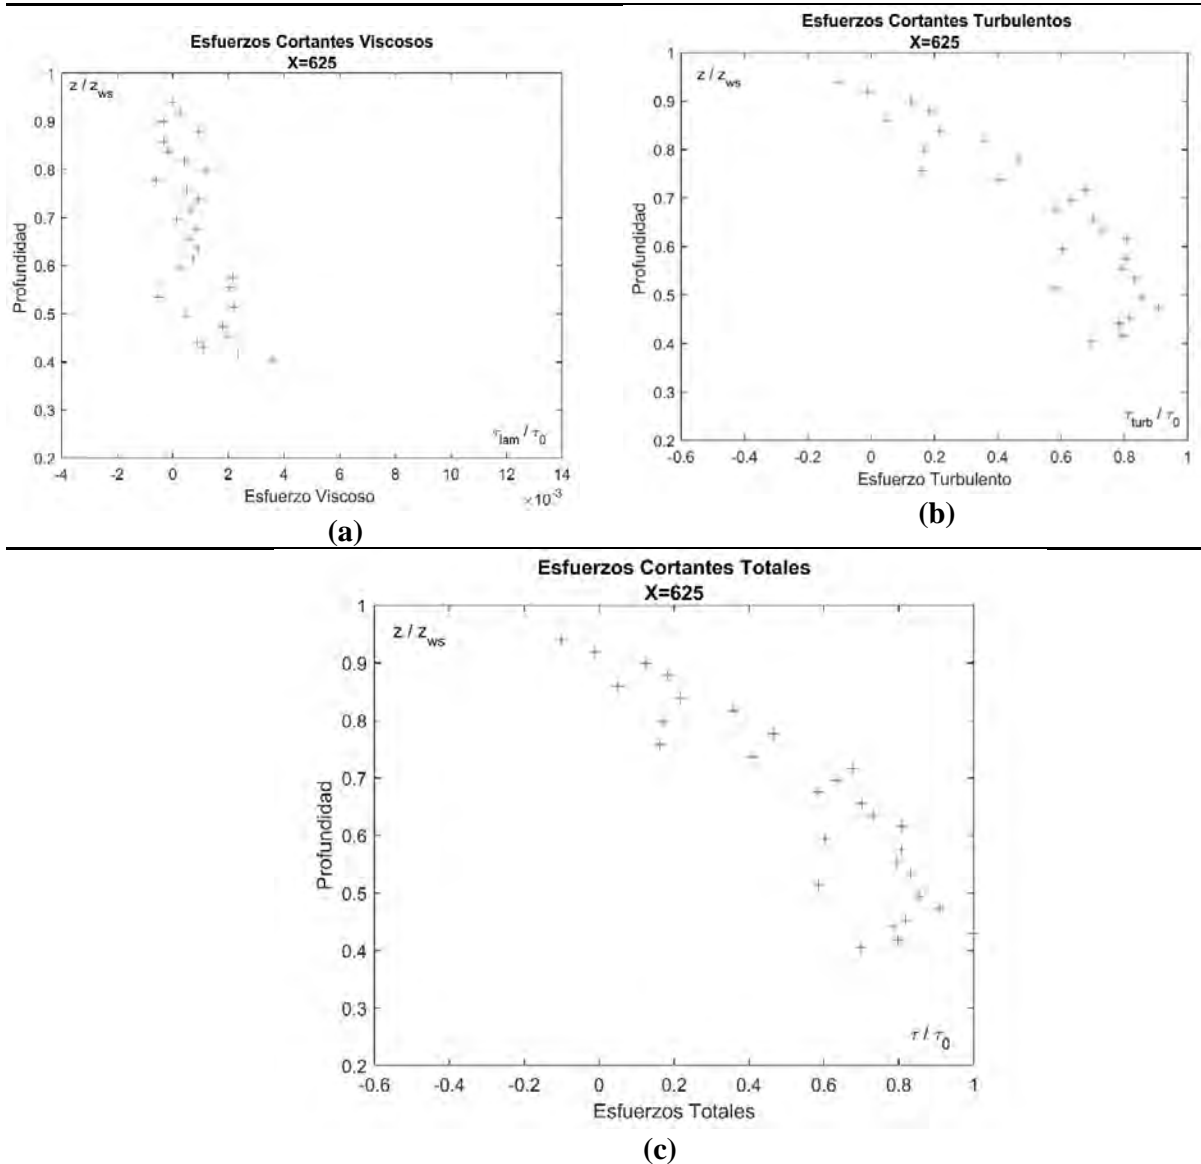 Esfuerzos Cortantes Viscosos
X=625
z / z_ws
Profundidad
1
0.9
0.8
0.7
0.6
0.5
0.4
0.3
0.2
-4 -2 0 2 4 6 8 10 12 14
τ_lam / τ_0
Esfuerzo Viscoso
×10^-3
(a)
Esfuerzos Cortantes Turbulentos
X=625
z / z_ws
Profundidad
1
0.9
0.8
0.7
0.6
0.5
0.4
0.3
0.2
-0.6 -0.4 -0.2 0 0.2 0.4 0.6 0.8 1
τ_turb / τ_0
Esfuerzo Turbulento
(b)
Esfuerzos Cortantes Totales
X=625
z / z_ws
Profundidad
1
0.9
0.8
0.7
0.6
0.5
0.4
0.3
0.2
-0.6 -0.4 -0.2 0 0.2 0.4 0.6 0.8 1
τ / τ_0
Esfuerzos Totales
(c)